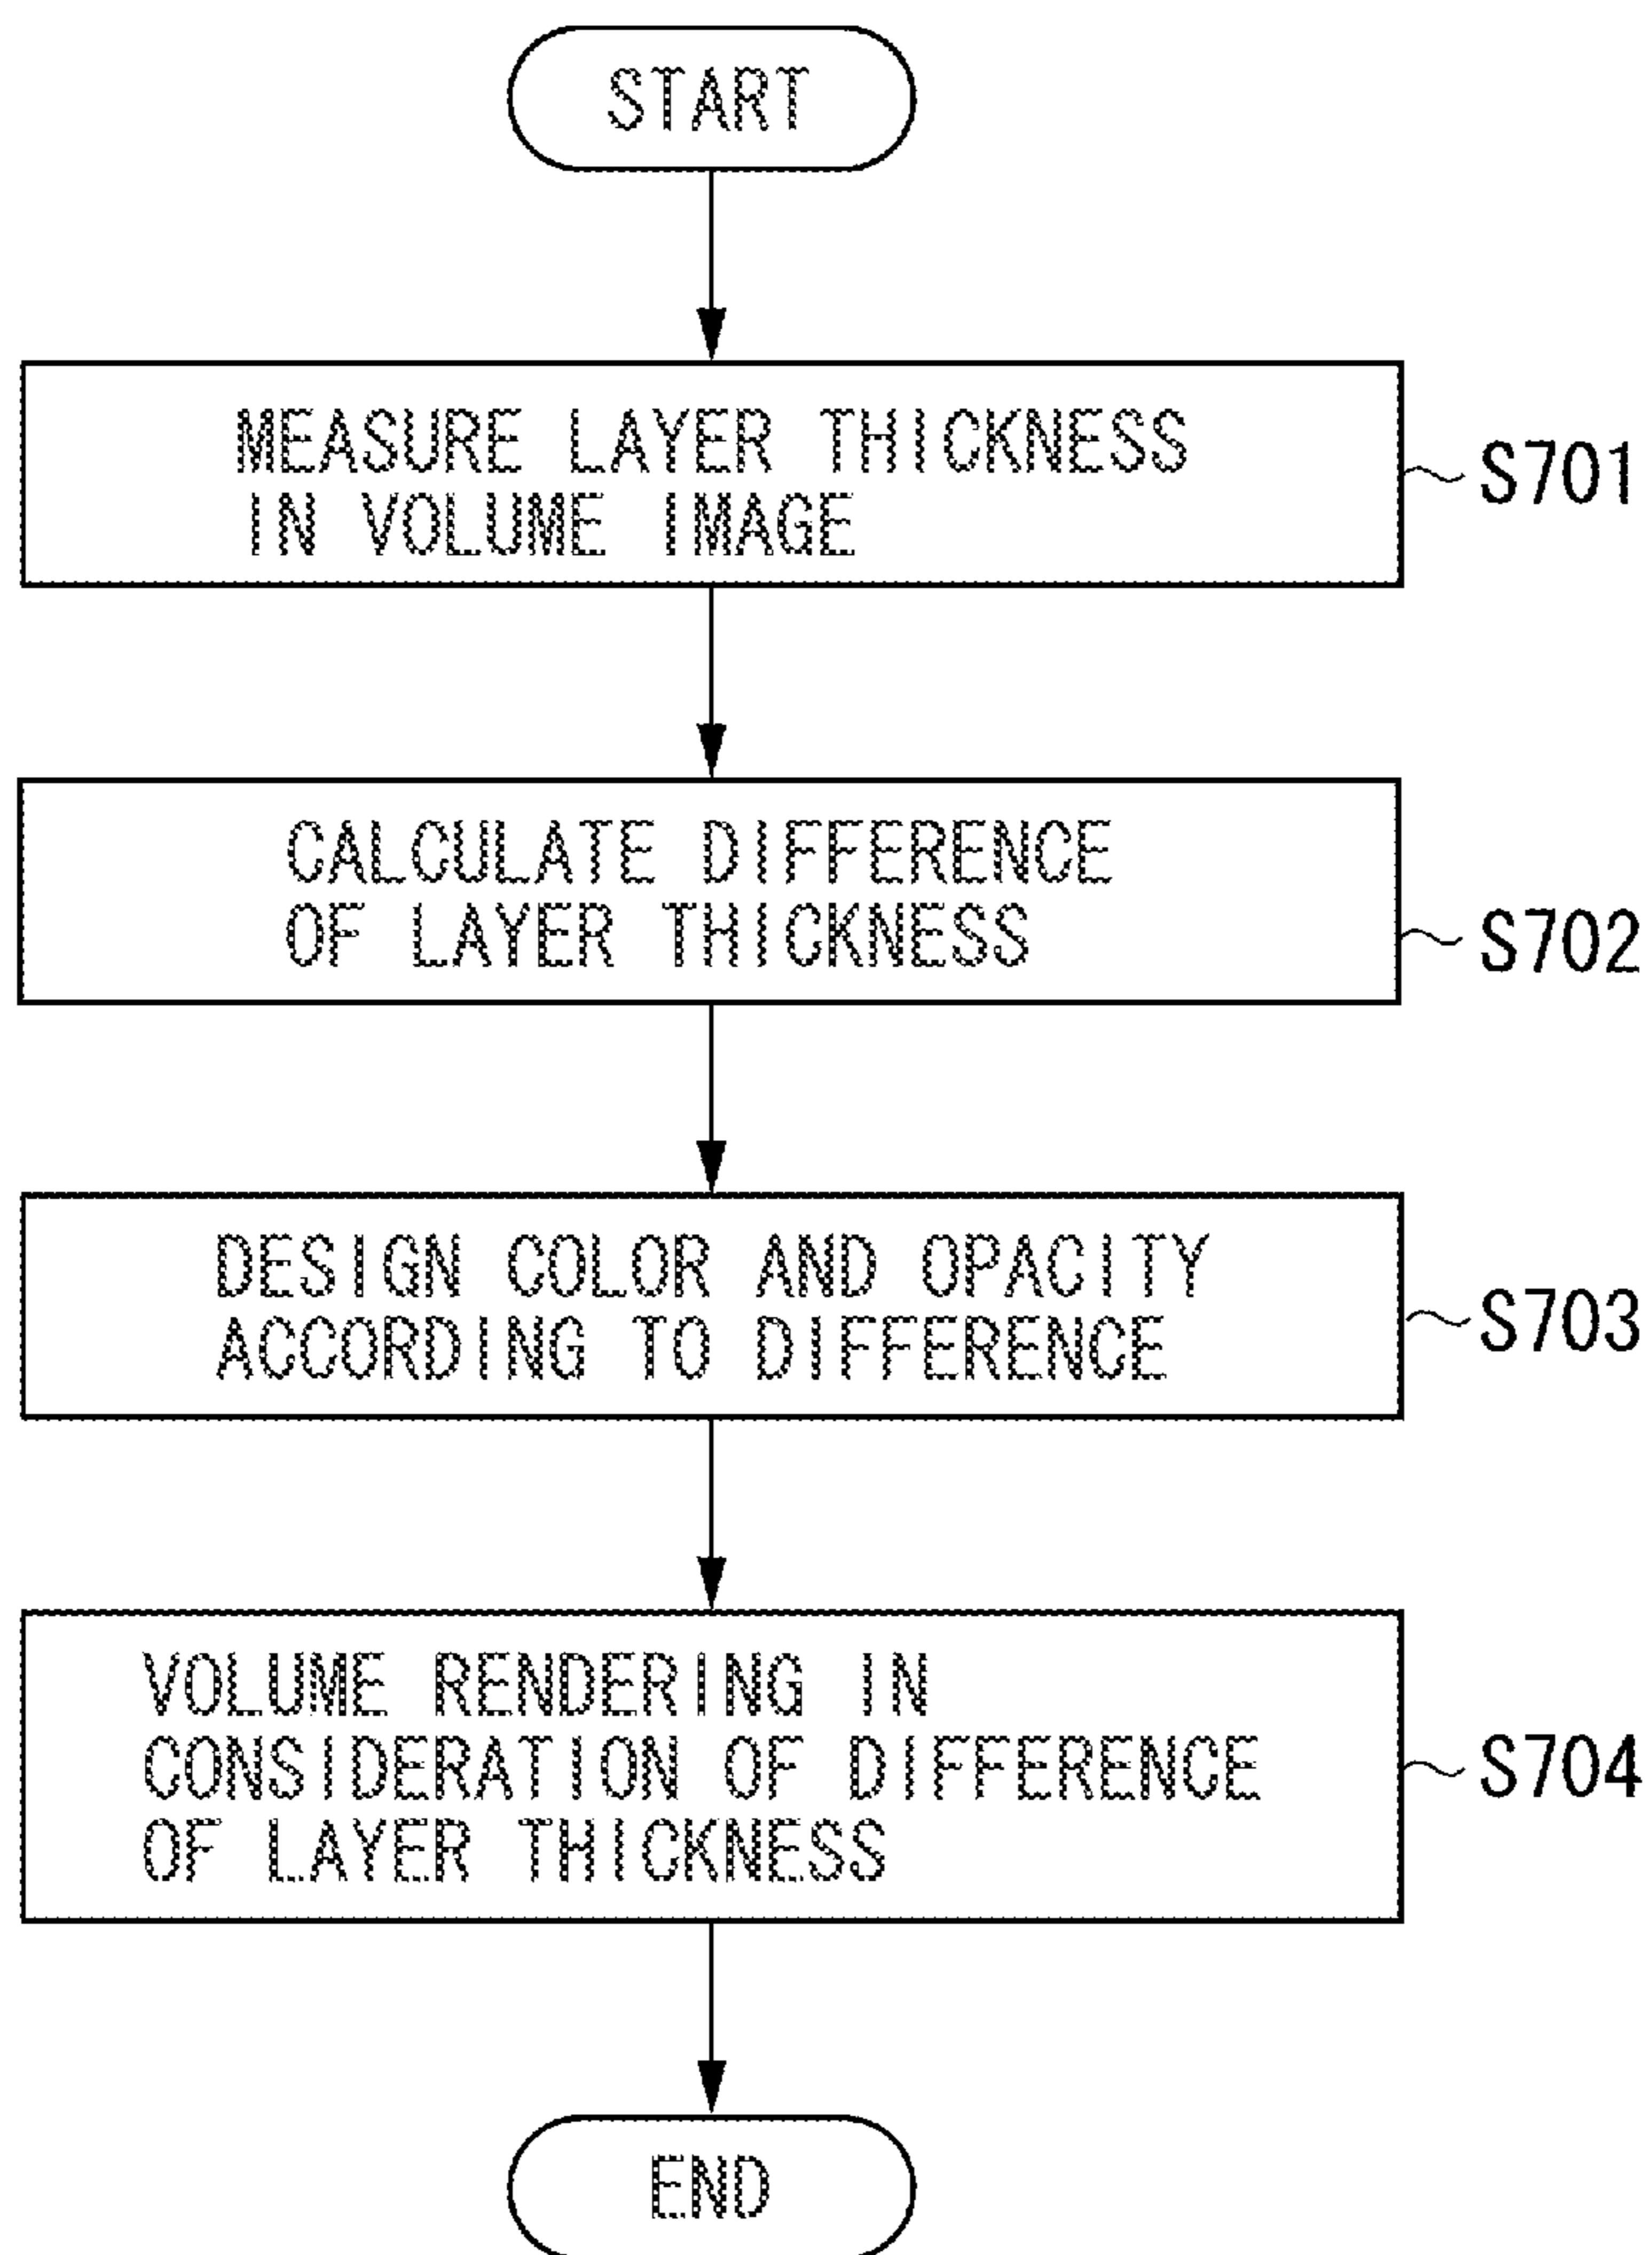 START
MEASURE LAYER THICKNESS
IN VOLUME IMAGE
S701
CALCULATE DIFFERENCE
OF LAYER THICKNESS
S702
DESIGN COLOR AND OPACITY
ACCORDING TO DIFFERENCE
S703
VOLUME RENDERING IN
CONSIDERATION OF DIFFERENCE
OF LAYER THICKNESS
S704
END